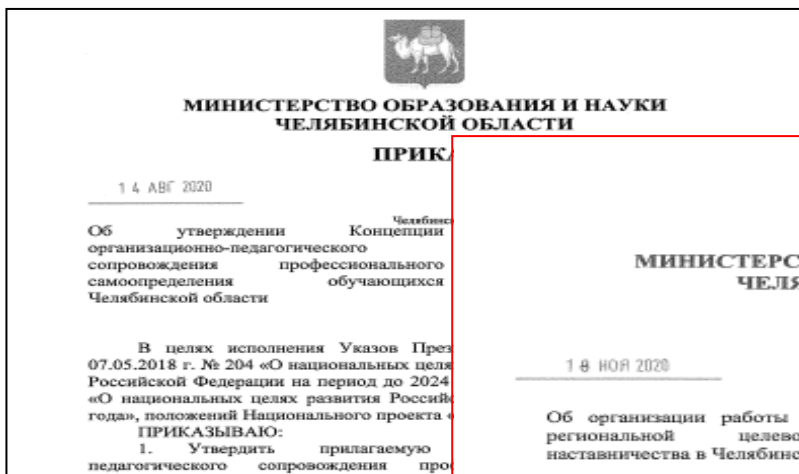 МИНИСТЕРСТВО ОБРАЗОВАНИЯ И НАУКИ
ЧЕЛЯБИНСКОЙ ОБЛАСТИ
ПРИКА
14 АВГ 2020
Челябинс
Об утверждении Концепции
организационно-педагогического
сопровождения профессионального
самоопределения обучающихся
Челябинской области
В целях исполнения Указов През
07.05.2018 г. № 204 «О национальных целя
Российской Федерации на период до 2024
«О национальных целях развития Российс
года», положений Национального проекта «
ПРИКАЗЫВАЮ:
1. Утвердить прилагаемую
педагогического сопровождения про
МИНИСТЕРС
ЧЕЛЯ
18 НОЯ 2020
Об организации работы
региональной целево
наставничества в Челябинс